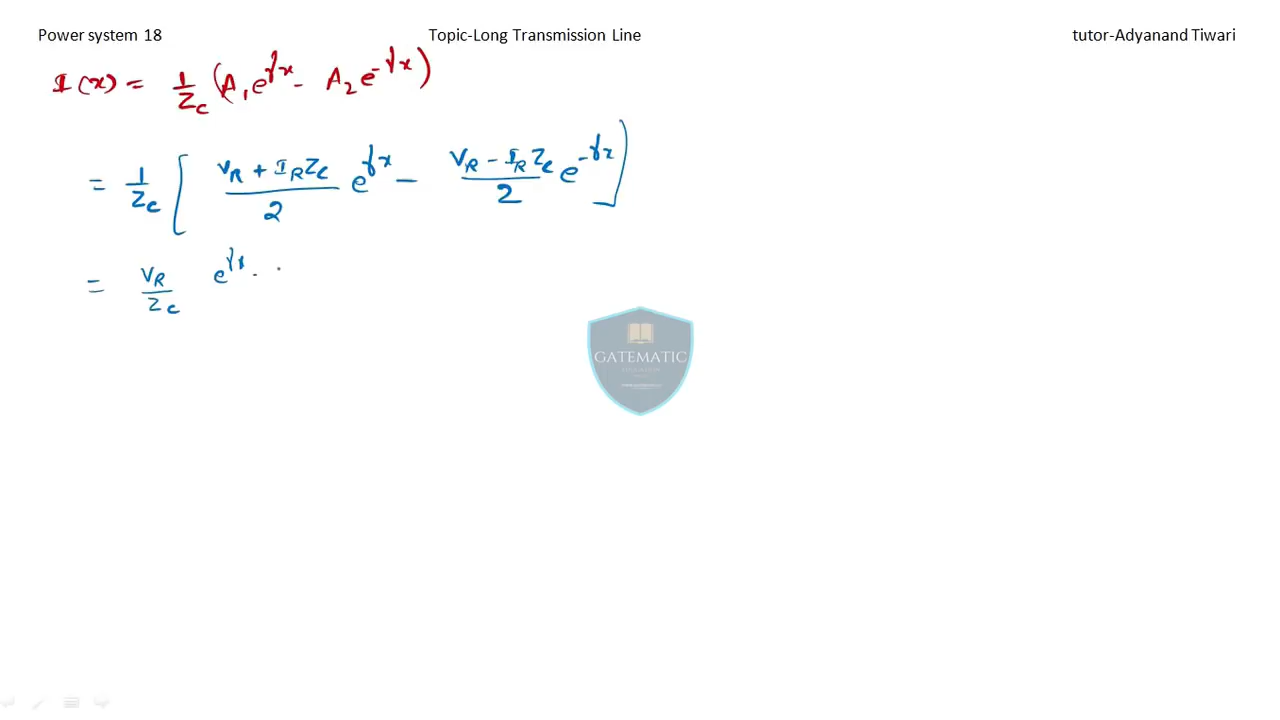 Power system 18 Topic-Long Transmission Line tutor-Adyanand Tiwari
I(x) = 1/Zc (A₁e^γx - A₂e^-γx)
= 1/Zc [ (VR + IRZc)/2 e^γx - (VR - IRZc)/2 e^-γx ]
= VR/Zc e^γx -
GATEMATIC